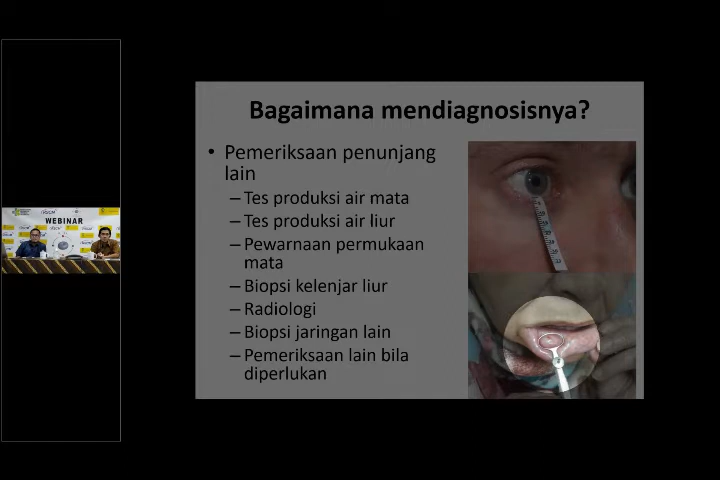 Bagaimana mendiagnosisnya?
• Pemeriksaan penunjang
lain
– Tes produksi air mata
– Tes produksi air liur
– Pewarnaan permukaan
mata
– Biopsi kelenjar liur
– Radiologi
– Biopsi jaringan lain
– Pemeriksaan lain bila
diperlukan
WEBINAR